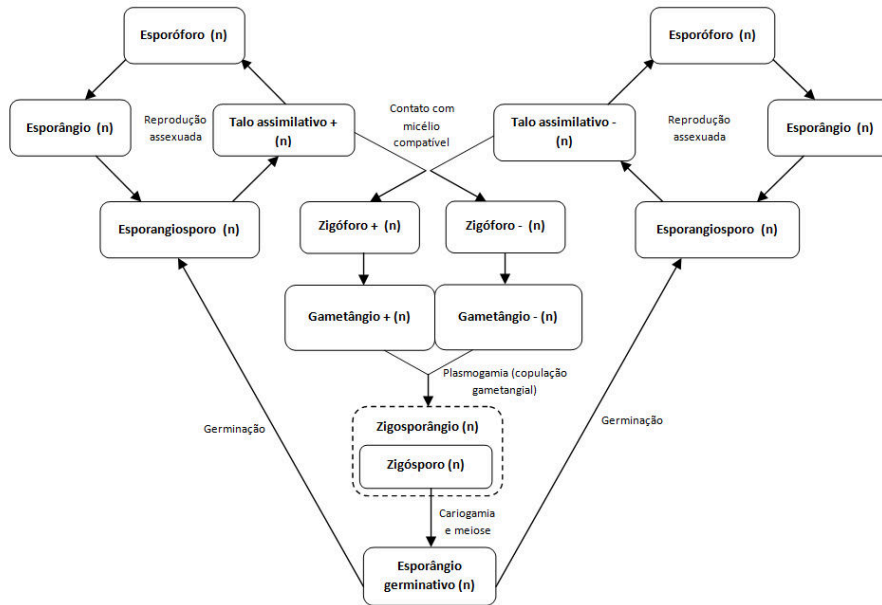 Esporóforo (n)
Esporóforo (n)
Esporângio (n)
Reprodução
assexuada
Talo assimilativo +
(n)
Contato com
micélio
compatível
Talo assimilativo -
(n)
Reprodução
assexuada
Esporângio (n)
Esporangiosporo (n)
Zigóforo + (n)
Zigóforo - (n)
Esporangiosporo (n)
Gametângio + (n)
Gametângio - (n)
Plasmogamia (copulação
gametangial)
Zigosporângio (n)
Zigósporo (n)
Germinação
Germinação
Cariogamia
e meiose
Esporângio
germinativo (n)